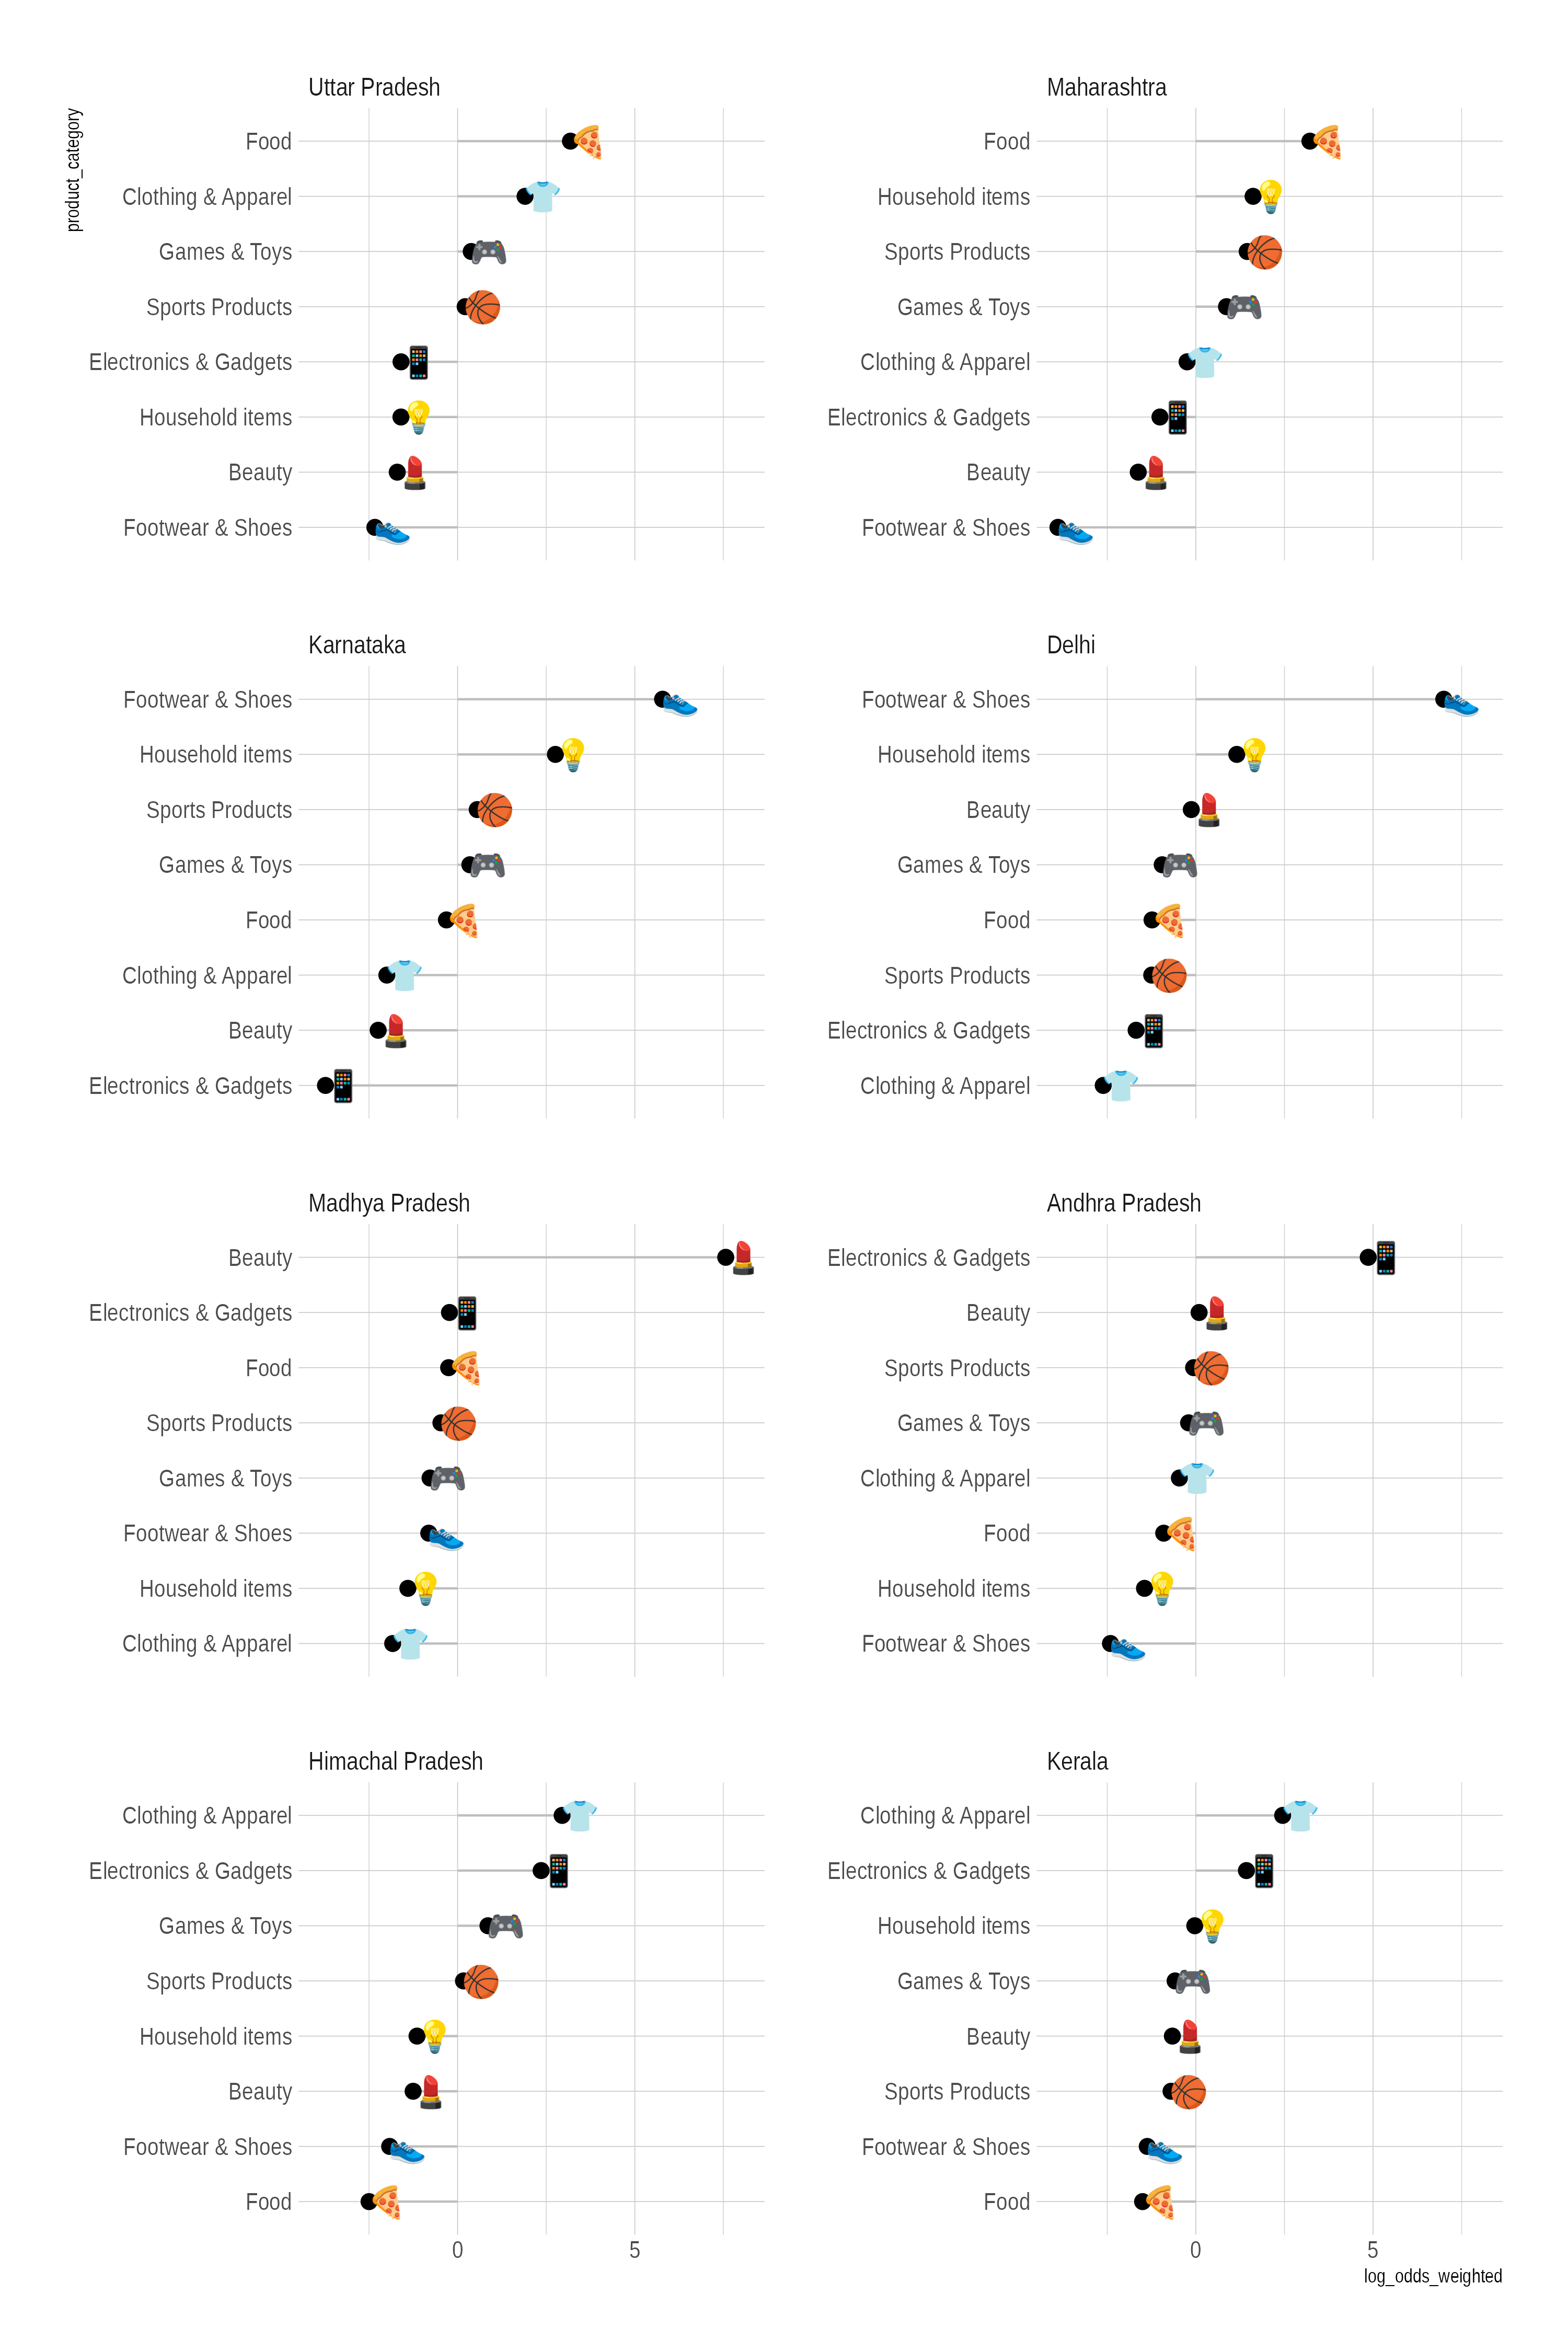 product_category
Uttar Pradesh
Food
Clothing & Apparel
Games & Toys
Sports Products
Electronics & Gadgets
Household items
Beauty
Footwear & Shoes
Maharashtra
Food
Household items
Sports Products
Games & Toys
Clothing & Apparel
Electronics & Gadgets
Beauty
Footwear & Shoes
Karnataka
Footwear & Shoes
Household items
Sports Products
Games & Toys
Food
Clothing & Apparel
Beauty
Electronics & Gadgets
Delhi
Footwear & Shoes
Household items
Beauty
Games & Toys
Food
Sports Products
Electronics & Gadgets
Clothing & Apparel
Madhya Pradesh
Beauty
Electronics & Gadgets
Food
Sports Products
Games & Toys
Footwear & Shoes
Household items
Clothing & Apparel
Andhra Pradesh
Electronics & Gadgets
Beauty
Sports Products
Games & Toys
Clothing & Apparel
Food
Household items
Footwear & Shoes
Himachal Pradesh
Clothing & Apparel
Electronics & Gadgets
Games & Toys
Sports Products
Household items
Beauty
Footwear & Shoes
Food
0 5
Kerala
Clothing & Apparel
Electronics & Gadgets
Household items
Games & Toys
Beauty
Sports Products
Footwear & Shoes
Food
0 5
log_odds_weighted